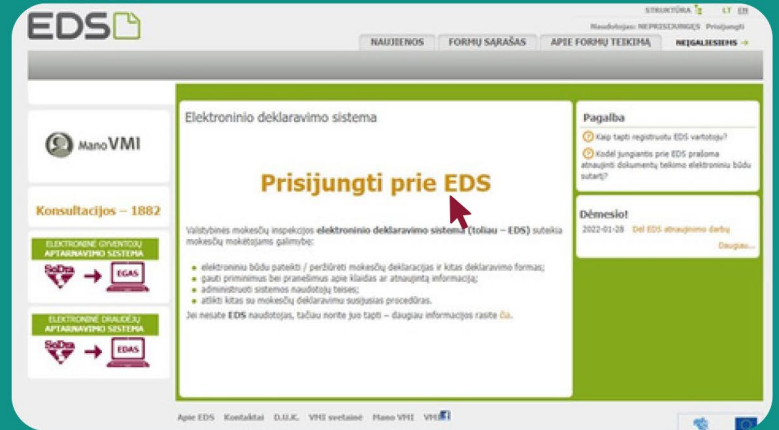 STRUKTŪRA LT EN
EDS
Naudotojas: NEPRISIJUNGĘS Prisijungti
NAUJIENOS FORMŲ SĄRAŠAS APIE FORMŲ TEIKIMĄ NEĮGALIESIEMS
Mano VMI
Konsultacijos – 1882
ELEKTRONINĖ GYVENTOJŲ
APTARNAVIMO SISTEMA
SoDra EGAS
ELEKTRONINĖ DRAUDĖJŲ
APTARNAVIMO SISTEMA
SoDra EDAS
Elektroninio deklaravimo sistema
Prisijungti prie EDS
Valstybinės mokesčių inspekcijos elektroninio deklaravimo sistema (toliau – EDS) suteikia
mokesčių mokėtojams galimybę:
elektroniniu būdu pateikti / peržiūrėti mokesčių deklaracijas ir kitas deklaravimo formas;
gauti priminimus bei pranešimus apie klaidas ar atnaujintą informaciją;
administruoti sistemos naudotojų teises;
atlikti kitas su mokesčių deklaravimu susijusias procedūras.
Jei nesate EDS naudotojas, tačiau norite juo tapti – daugiau informacijos rasite čia.
Pagalba
Kaip tapti registruotu EDS vartotoju?
Kodėl jungiantis prie EDS prašoma
atnaujinti dokumentų teikimo elektroniniu būdu
sutartį?
Dėmesio!
2022-01-28 Dėl EDS atnaujinimo darbų
Daugiau...
Apie EDS Kontaktai D.U.K. VMI svetainė Mano VMI VMI